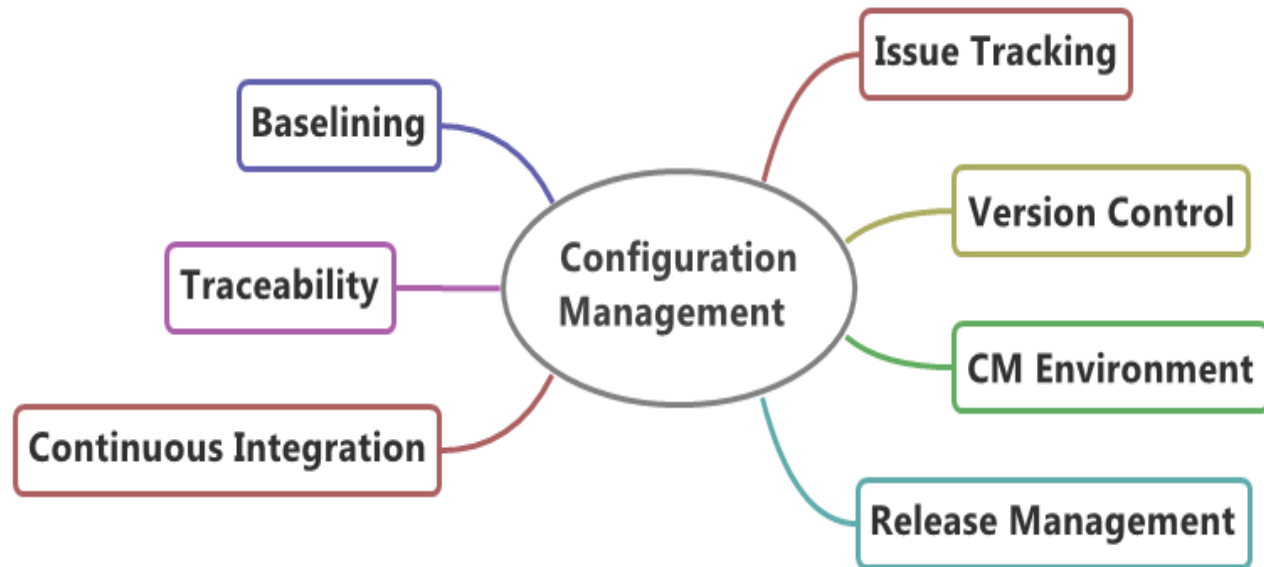 Issue Tracking
Baselining
Version Control
Configuration
Management
Traceability
CM Environment
Continuous Integration
Release Management